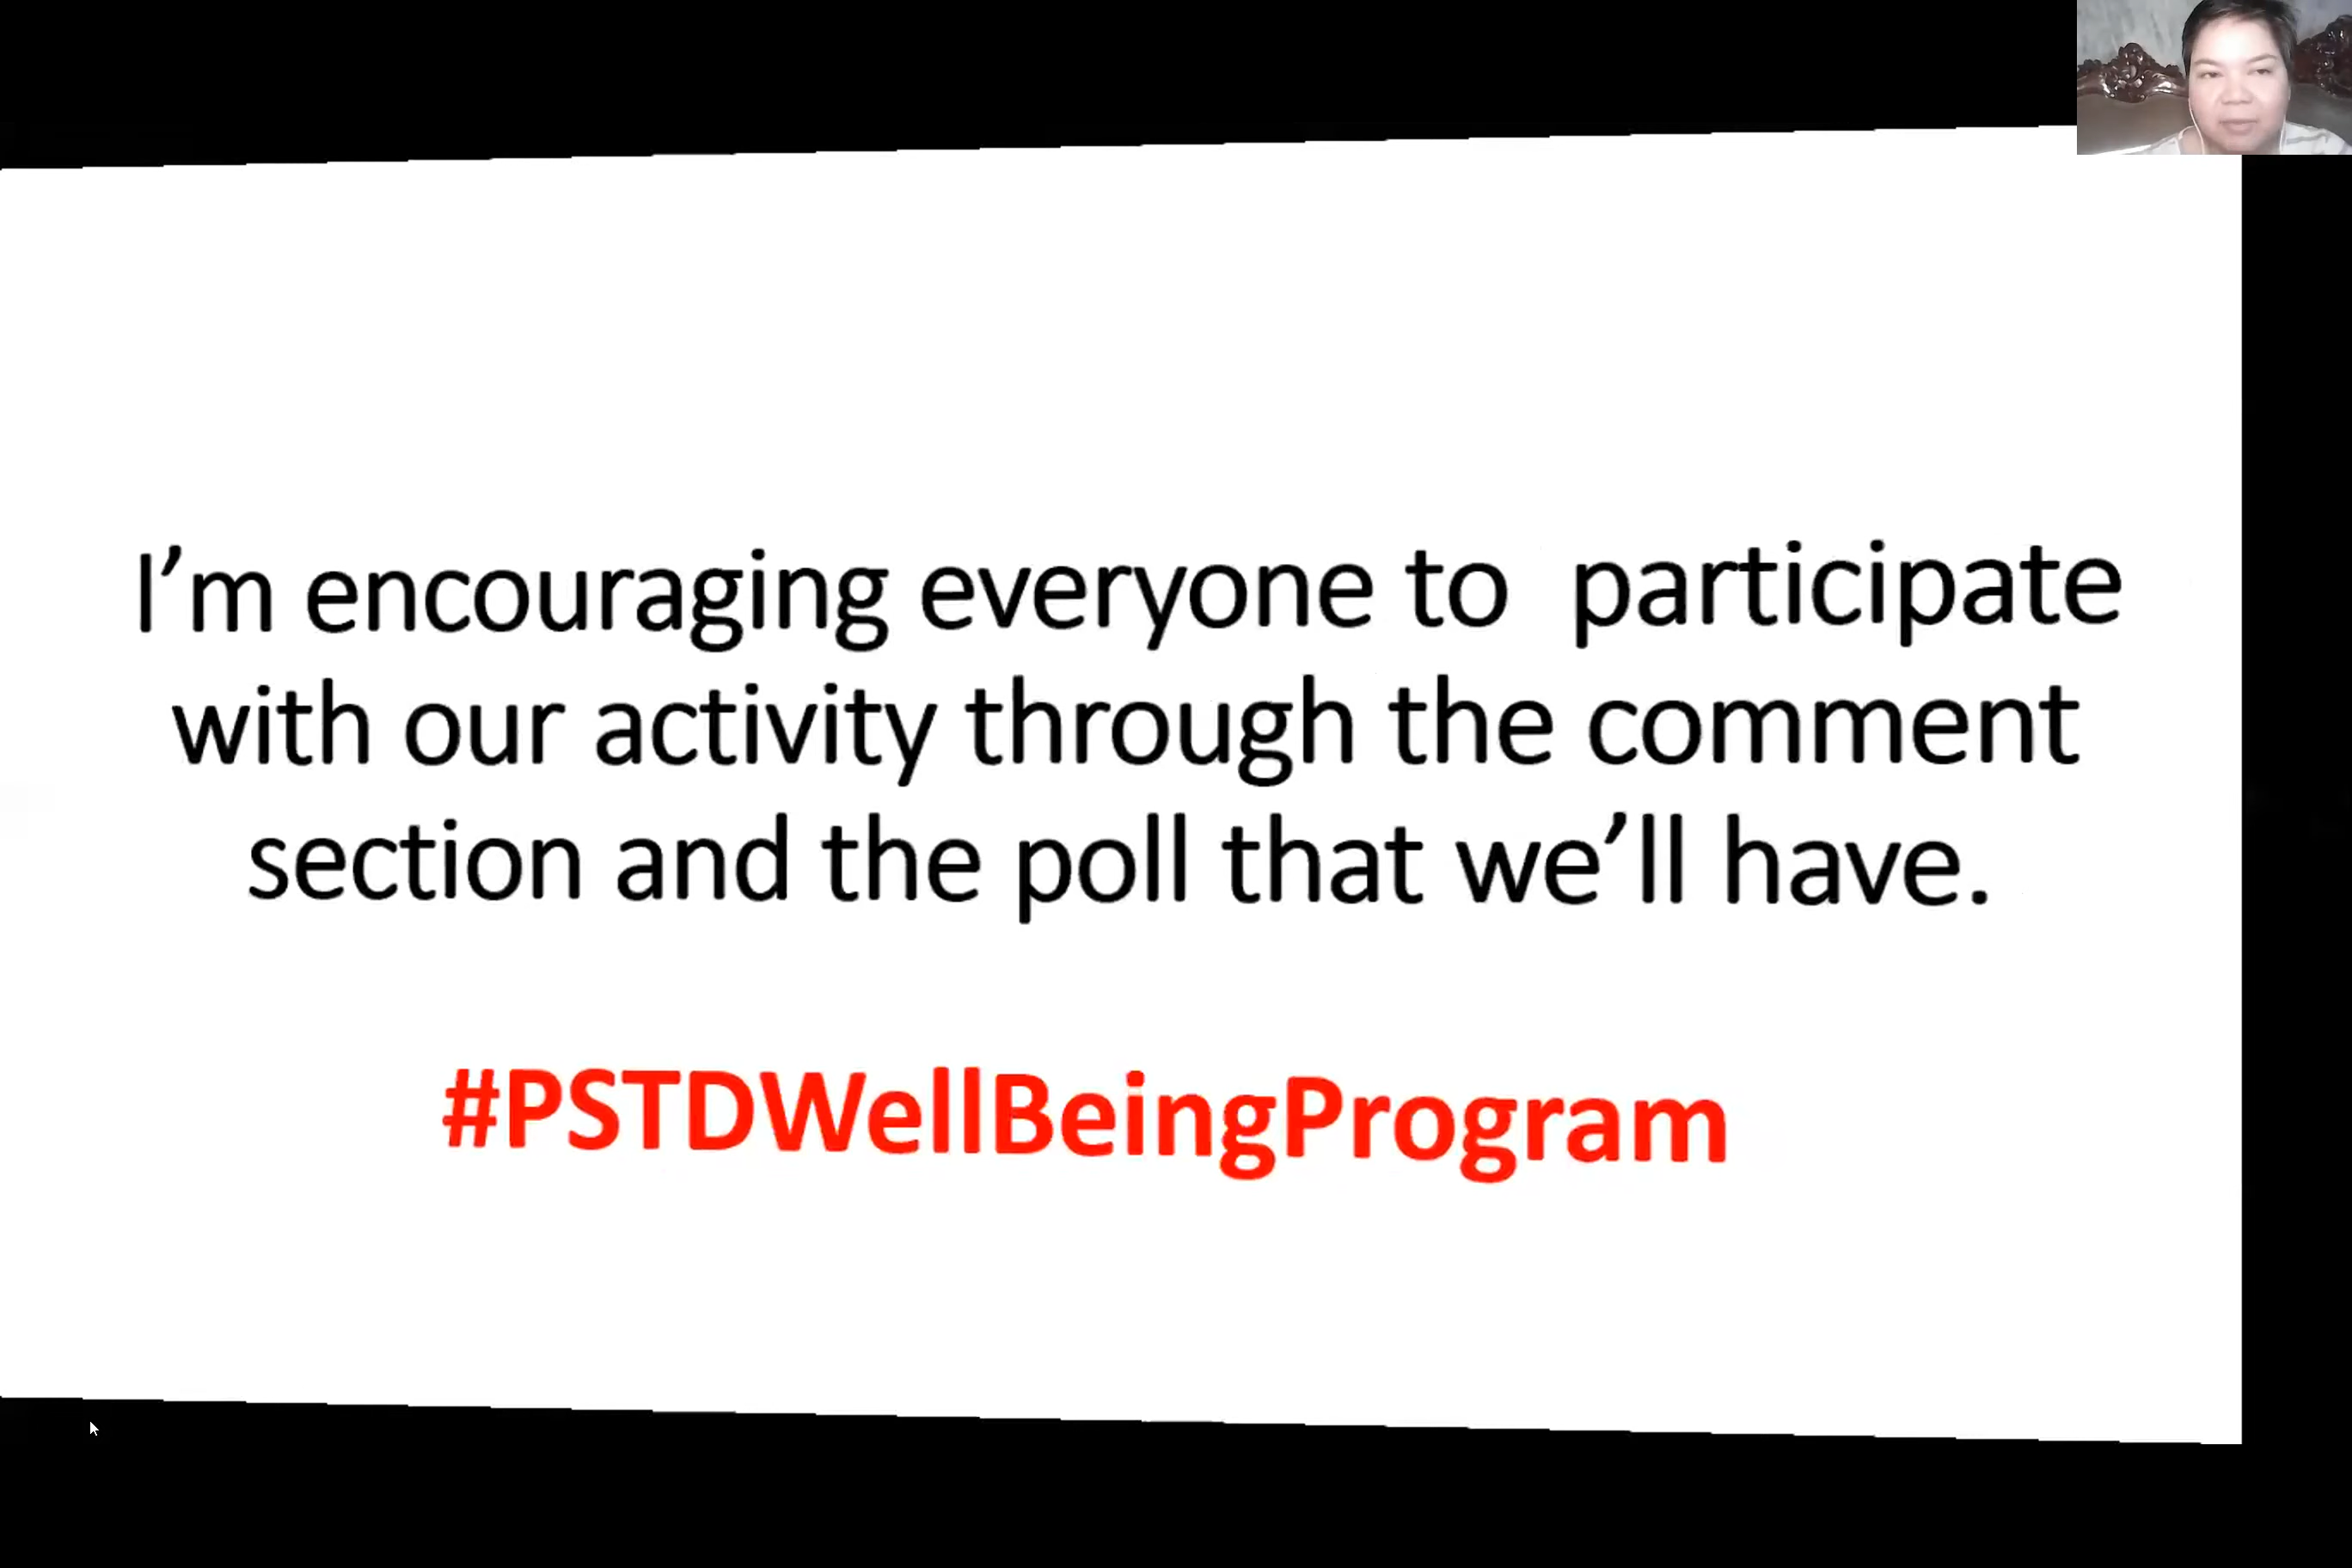 I’m encouraging everyone to participate
with our activity through the comment
section and the poll that we’ll have.
#PSTDWellBeingProgram